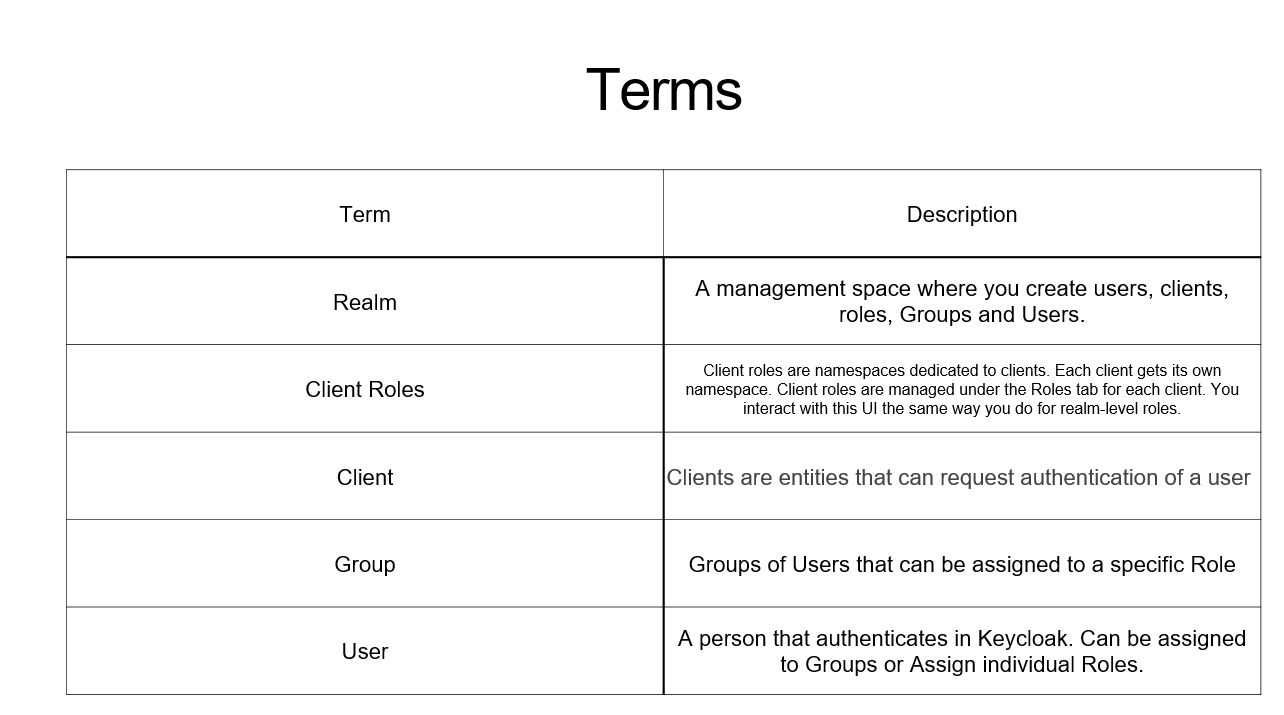 Terms
Term
Description
Realm
A management space where you create users, clients,
roles, Groups and Users.
Client Roles
Client roles are namespaces dedicated to clients. Each client gets its own
namespace. Client roles are managed under the Roles tab for each client. You
interact with this UI the same way you do for realm-level roles.
Client
Clients are entities that can request authentication of a user
Group
Groups of Users that can be assigned to a specific Role
User
A person that authenticates in Keycloak. Can be assigned
to Groups or Assign individual Roles.